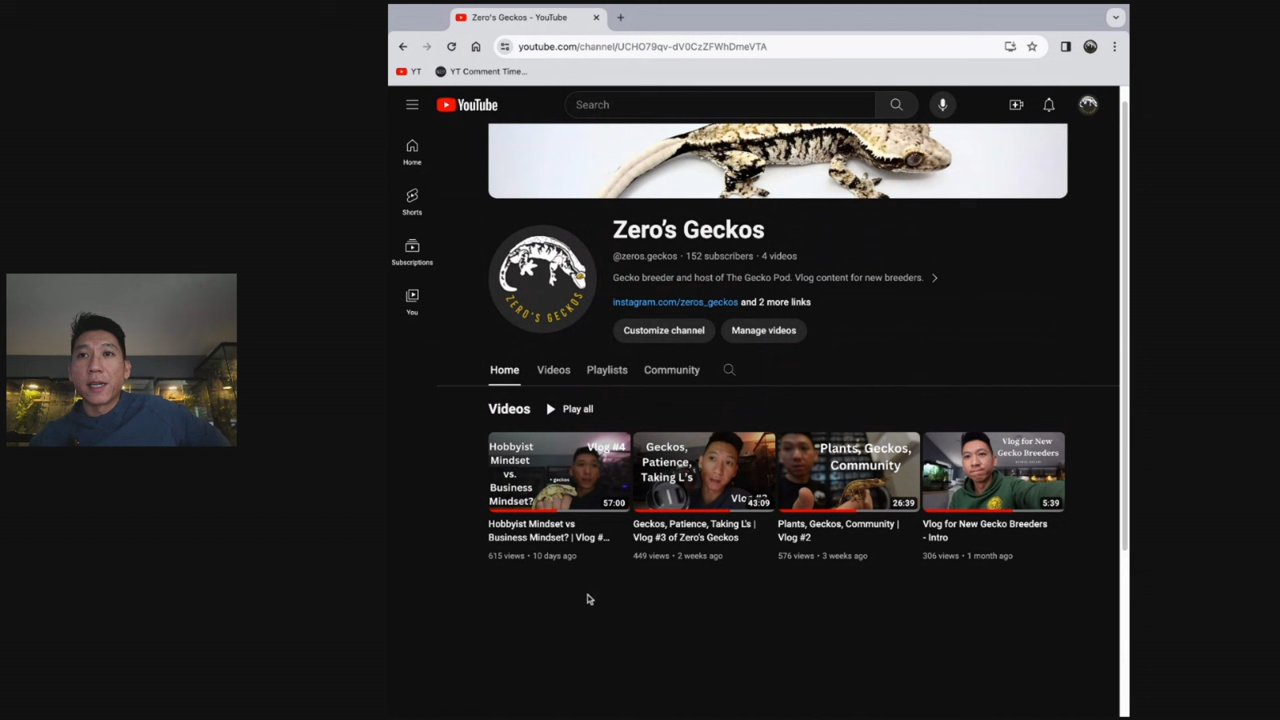 Zero's Geckos - YouTube
youtube.com/channel/UCHO79qv-dV0CzZFWhDmeVTA
YT
YT Comment Time...
YouTube
Search
Home
Shorts
Subscriptions
You
ZERO'S GECKOS
Zero's Geckos
@zeros.geckos · 152 subscribers · 4 videos
Gecko breeder and host of The Gecko Pod. Vlog content for new breeders.
instagram.com/zeros_geckos and 2 more links
Customize channel
Manage videos
Home
Videos
Playlists
Community
Videos
Play all
Hobbyist
Mindset
vs.
Business
Mindset?
Vlog #4
• geckos
57:00
Hobbyist Mindset vs
Business Mindset? | Vlog #...
615 views · 10 days ago
Geckos,
Patience,
Taking L's
43:09
Geckos, Patience, Taking L's |
Vlog #3 of Zero's Geckos
449 views · 2 weeks ago
Plants, Geckos,
Community
26:39
Plants, Geckos, Community |
Vlog #2
576 views · 3 weeks ago
Vlog for New
Gecko Breeders
5:39
Vlog for New Gecko Breeders
- Intro
306 views · 1 month ago